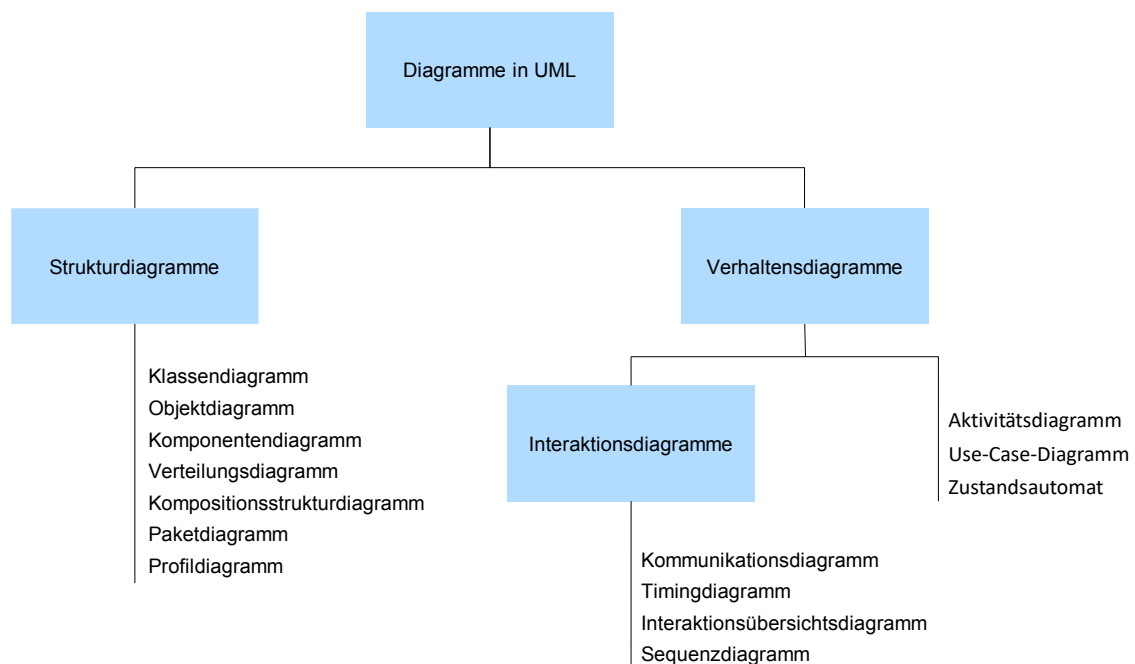 Diagramme in UML
Strukturdiagramme
Verhaltensdiagramme
Klassendiagramm
Objektdiagramm
Komponentendiagramm
Verteilungsdiagramm
Kompositionsstrukturdiagramm
Paketdiagramm
Profildiagramm
Interaktionsdiagramme
Aktivitätsdiagramm
Use-Case-Diagramm
Zustandsautomat
Kommunikationsdiagramm
Timingdiagramm
Interaktionsübersichtsdiagramm
Sequenzdiagramm